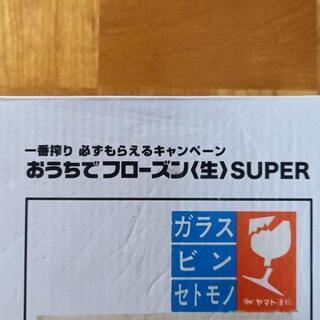 一番搾り 必ずもらえるキャンペーン
おうちでフローズン〈生〉SUPER
ガラス
ビン
セトモノ
ヤマト運輸